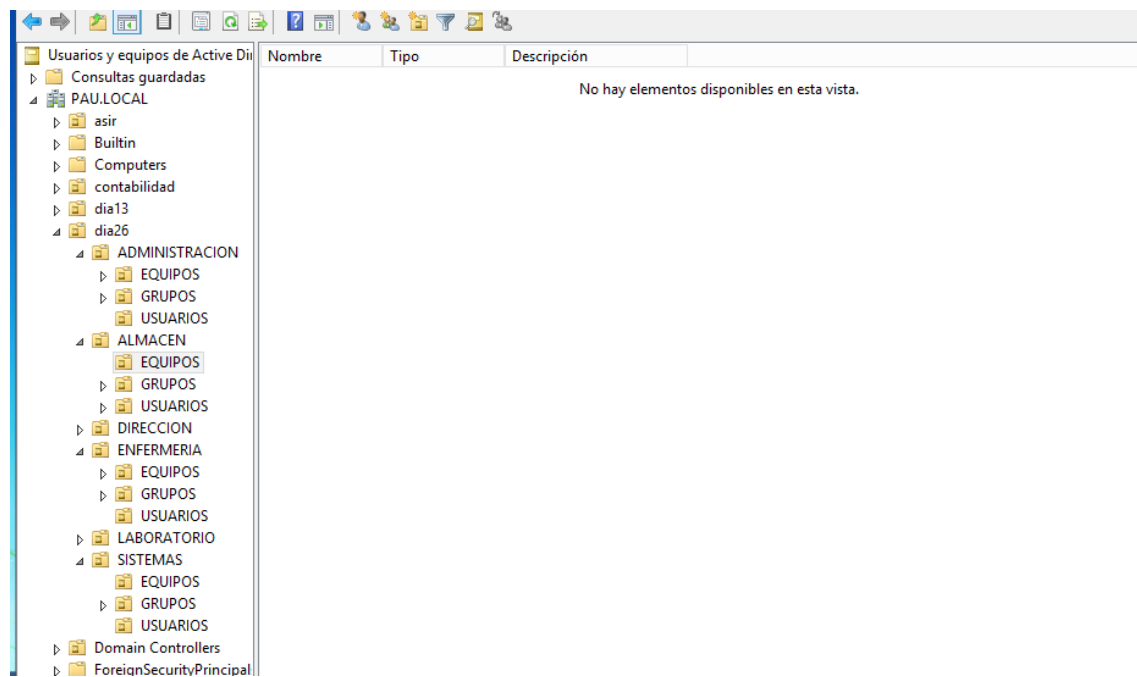 Usuarios y equipos de Active Dii
Nombre Tipo Descripción
Consultas guardadas
No hay elementos disponibles en esta vista.
PAU.LOCAL
asir
Builtin
Computers
contabilidad
dia13
dia26
ADMINISTRACION
EQUIPOS
GRUPOS
USUARIOS
ALMACEN
EQUIPOS
GRUPOS
USUARIOS
DIRECCION
ENFERMERIA
EQUIPOS
GRUPOS
USUARIOS
LABORATORIO
SISTEMAS
EQUIPOS
GRUPOS
USUARIOS
Domain Controllers
ForeignSecurityPrincipal